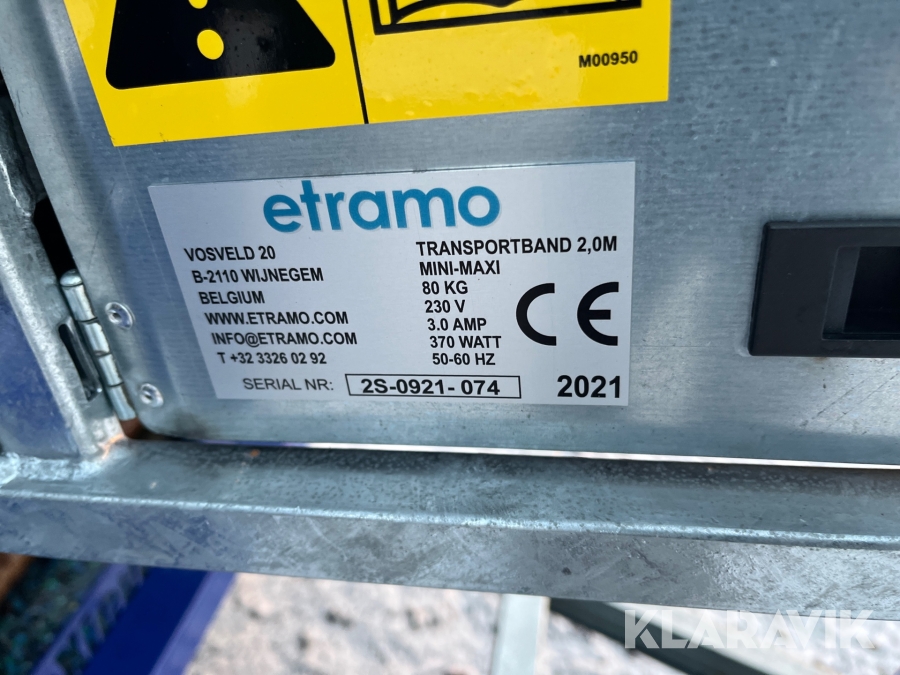 M00950
etramo
VOSVELD 20
B-2110 WIJNEGEM
BELGIUM
WWW.ETRAMO.COM
INFO@ETRAMO.COM
T +32 3326 02 92
TRANSPORTBAND 2,0M
MINI-MAXI
80 KG
230 V
3.0 AMP
370 WATT
50-60 HZ
CE
SERIAL NR: 2S-0921- 074
2021
KLARAVIK